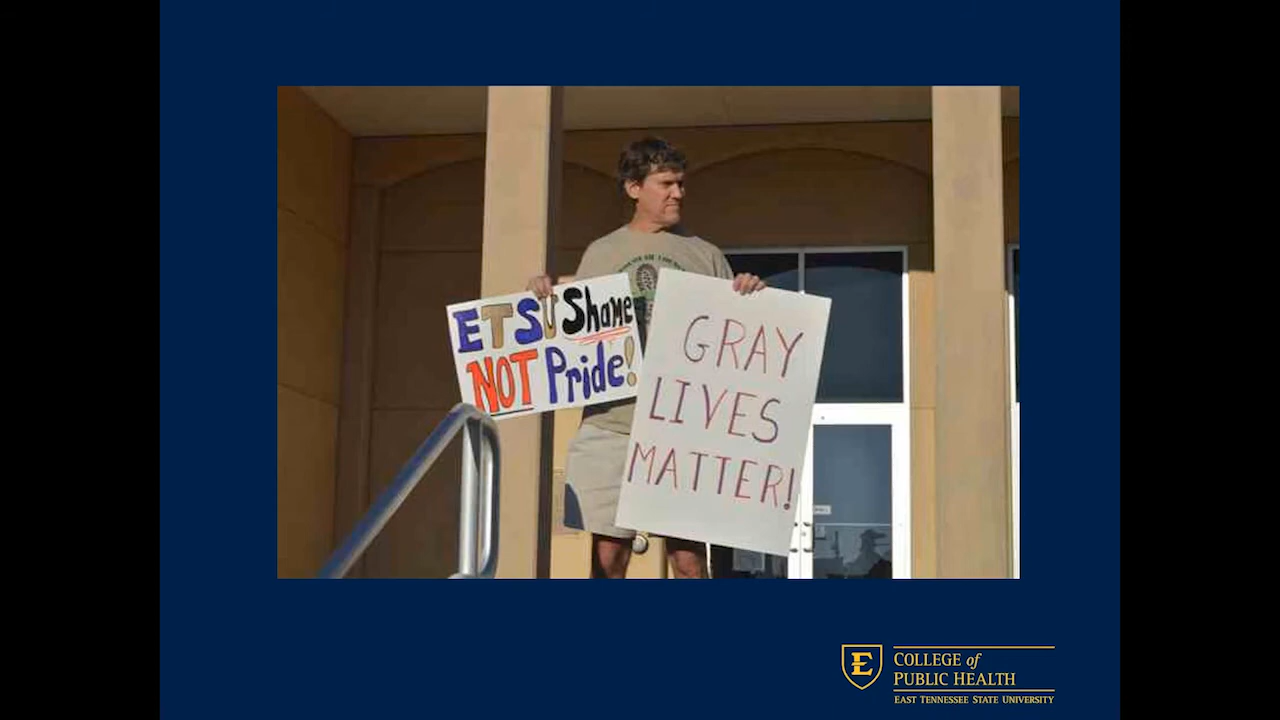 ETSU Shame
NOT Pride!
GRAY
LIVES
MATTER!
E
COLLEGE of
PUBLIC HEALTH
EAST TENNESSEE STATE UNIVERSITY